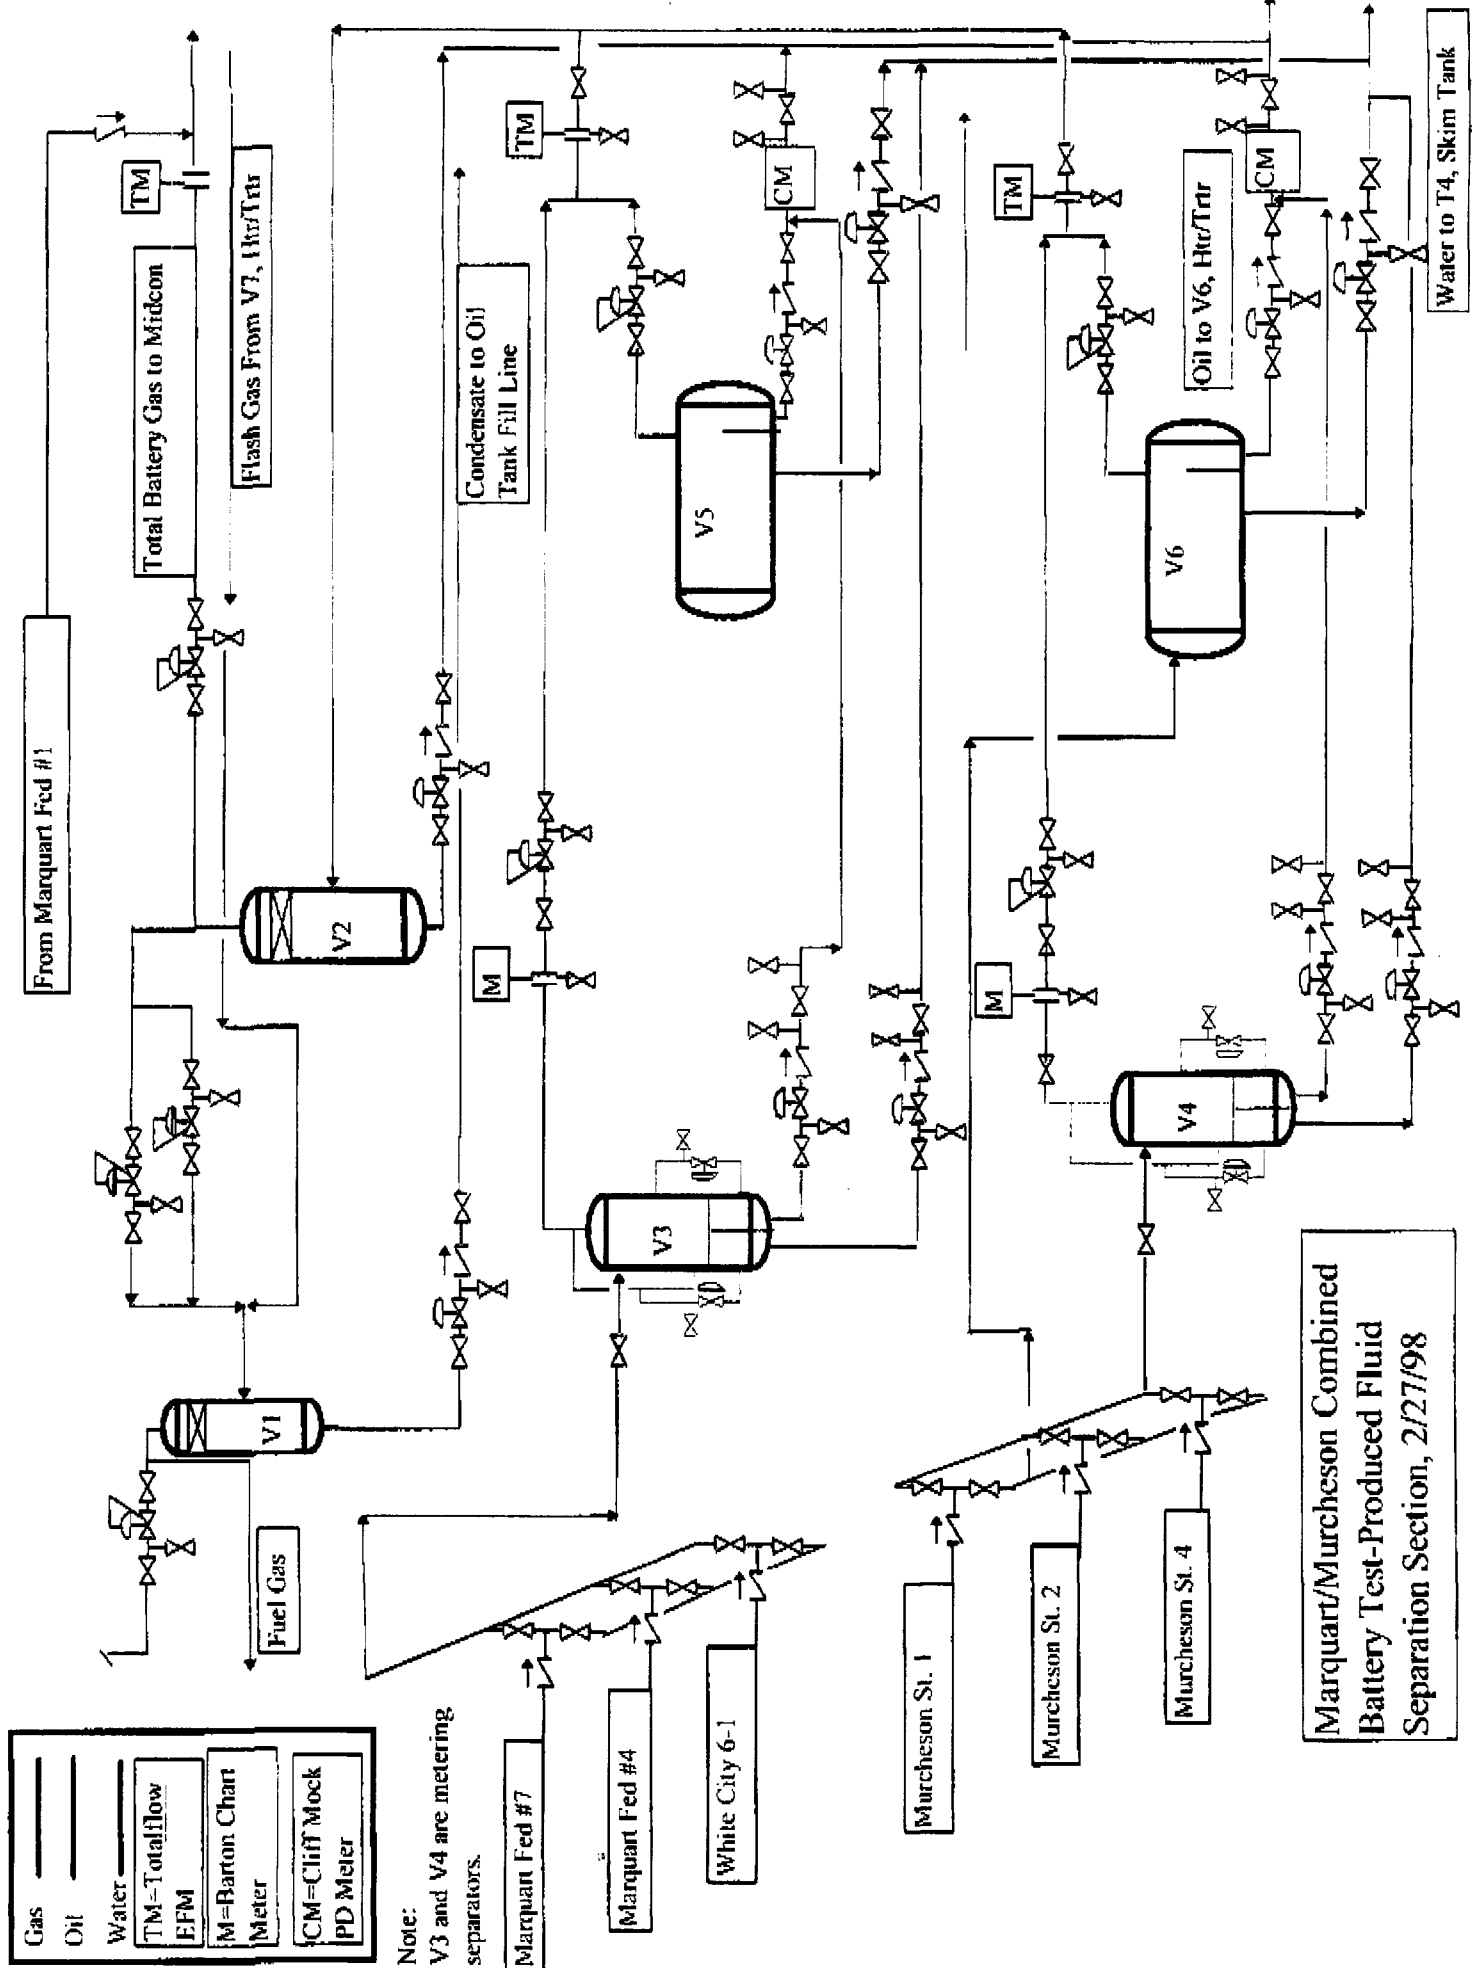 Gas
Oil
Water
TM=Totalflow
EFM
M=Barton Chart
Meter
CM=Cliff Mock
PD Meter
Note:
V3 and V4 are metering
separators.
From Marquart Fed #1
Total Battery Gas to Midcon
Flash Gas From V7, Htr/Trtr
TM
Fuel Gas
V1
V2
Condensate to Oil
Tank Fill Line
TM
M
Marquart Fed #7
Marquart Fed #4
White City 6-1
V3
V5
CM
Murcheson St. 1
Murcheson St. 2
Murcheson St. 4
M
TM
V4
V6
Oil to V6, Htr/Trtr
CM
Water to T4, Skim Tank
Marquart/Murcheson Combined
Battery Test-Produced Fluid
Separation Section, 2/27/98